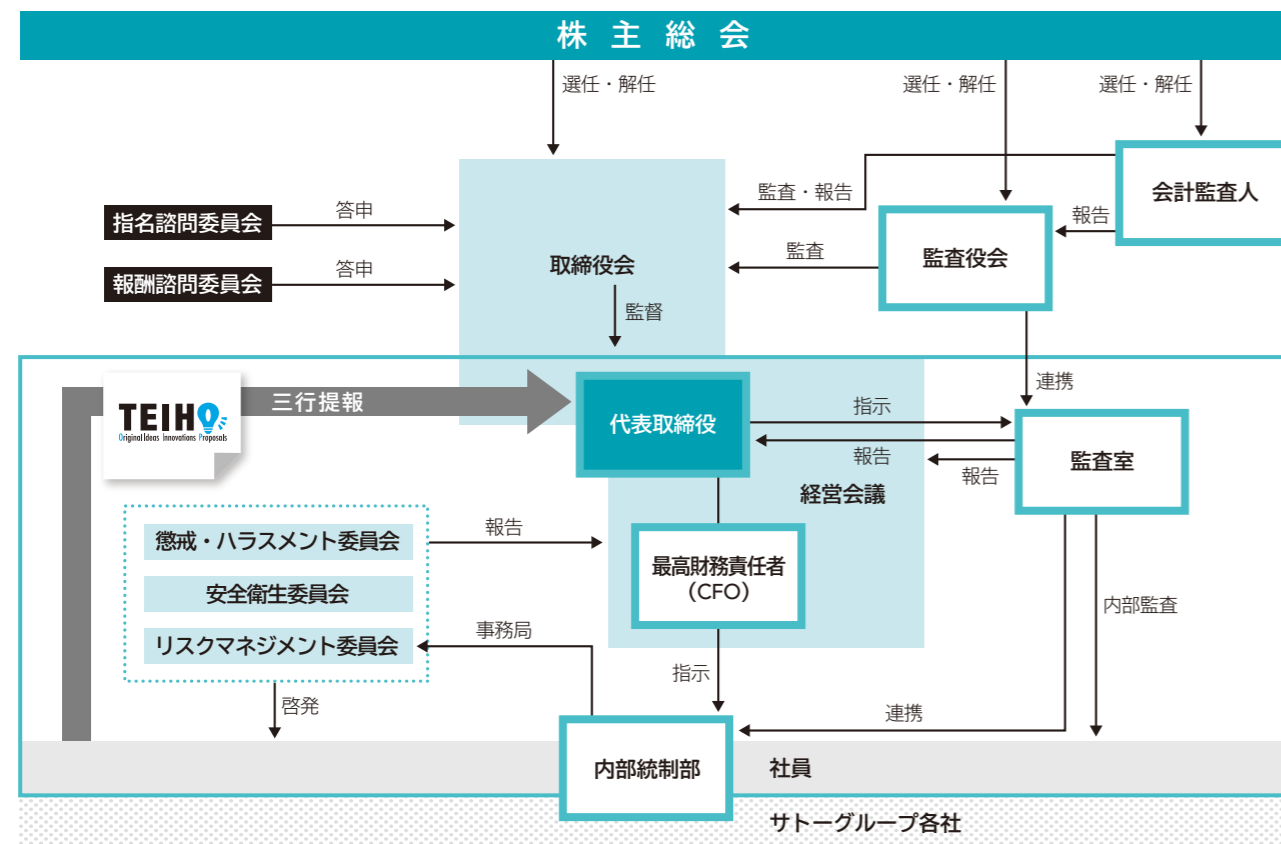 株主総会
選任・解任
選任・解任
選任・解任
会計監査人
監査・報告
報告
指名諮問委員会
答申
監査役会
取締役会
監査
報酬諮問委員会
答申
監督
連携
TEIHO
Original Ideas Innovations Proposals
三行提報
代表取締役
指示
報告
報告
監査室
経営会議
懲戒・ハラスメント委員会
報告
最高財務責任者
（CFO）
安全衛生委員会
内部監査
リスクマネジメント委員会
事務局
指示
啓発
連携
内部統制部
社員
サトーグループ各社